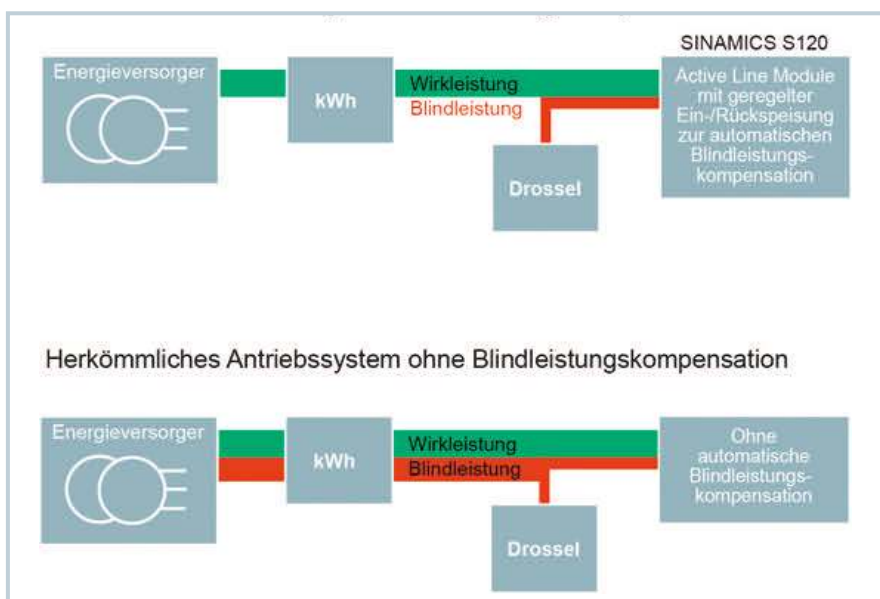 SINAMICS S120
Energieversorger
kWh
Wirkleistung
Blindleistung
Drossel
Active Line Module
mit geregelter
Ein-/Rückspeisung
zur automatischen
Blindleistungs-
kompensation
Herkömmliches Antriebssystem ohne Blindleistungskompensation
Energieversorger
kWh
Wirkleistung
Blindleistung
Drossel
Ohne
automatische
Blindleistungs-
kompensation